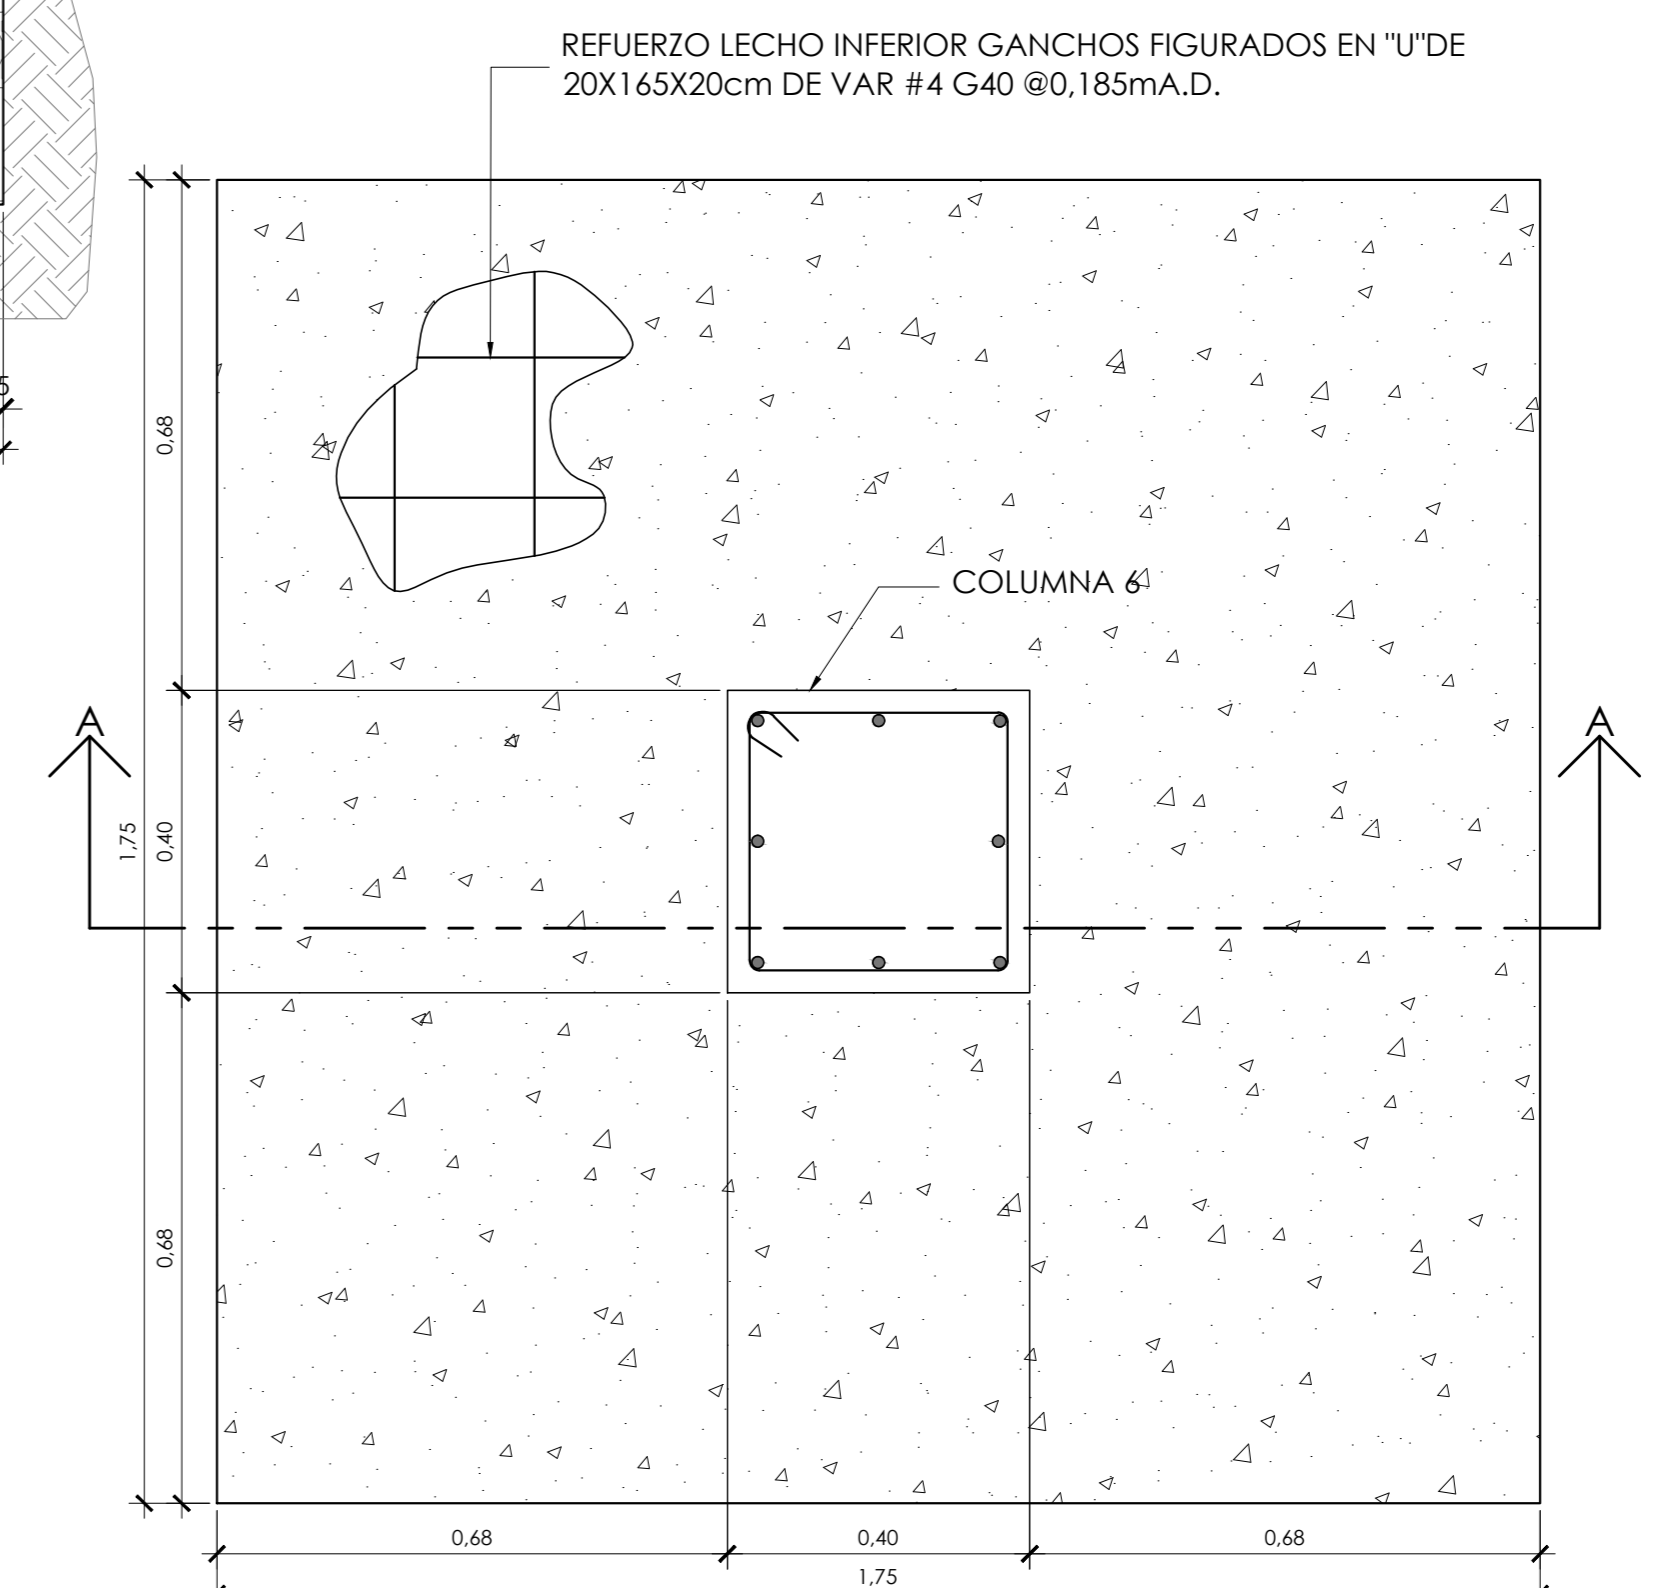 REFUERZO LECHO INFERIOR GANCHOS FIGURADOS EN "U"DE
20X165X20cm DE VAR #4 G40 @0,185mA.D.
5
0,68
COLUMNA 6
A
A
1,75
0,40
0,68
0,68
0,40
0,68
1,75